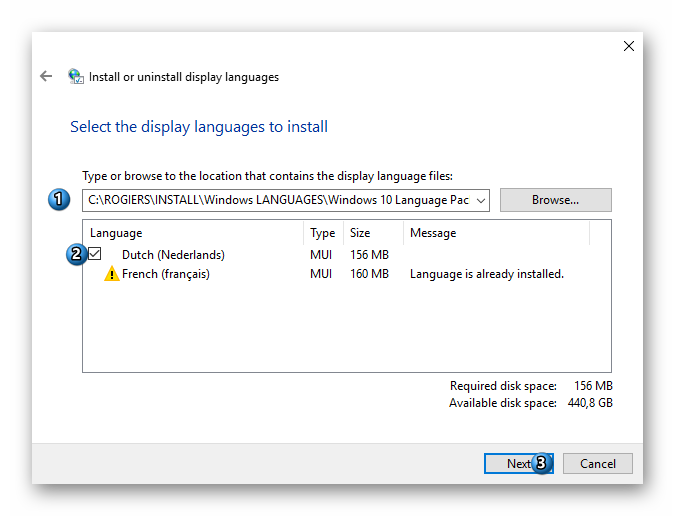 Install or uninstall display languages
Select the display languages to install
Type or browse to the location that contains the display language files:
1 C:\ROGIERS\INSTALL\Windows LANGUAGES\Windows 10 Language Pac Browse...
Language Type Size Message
2 Dutch (Nederlands) MUI 156 MB
French (français) MUI 160 MB Language is already installed.
Required disk space: 156 MB
Available disk space: 440,8 GB
Next 3 Cancel